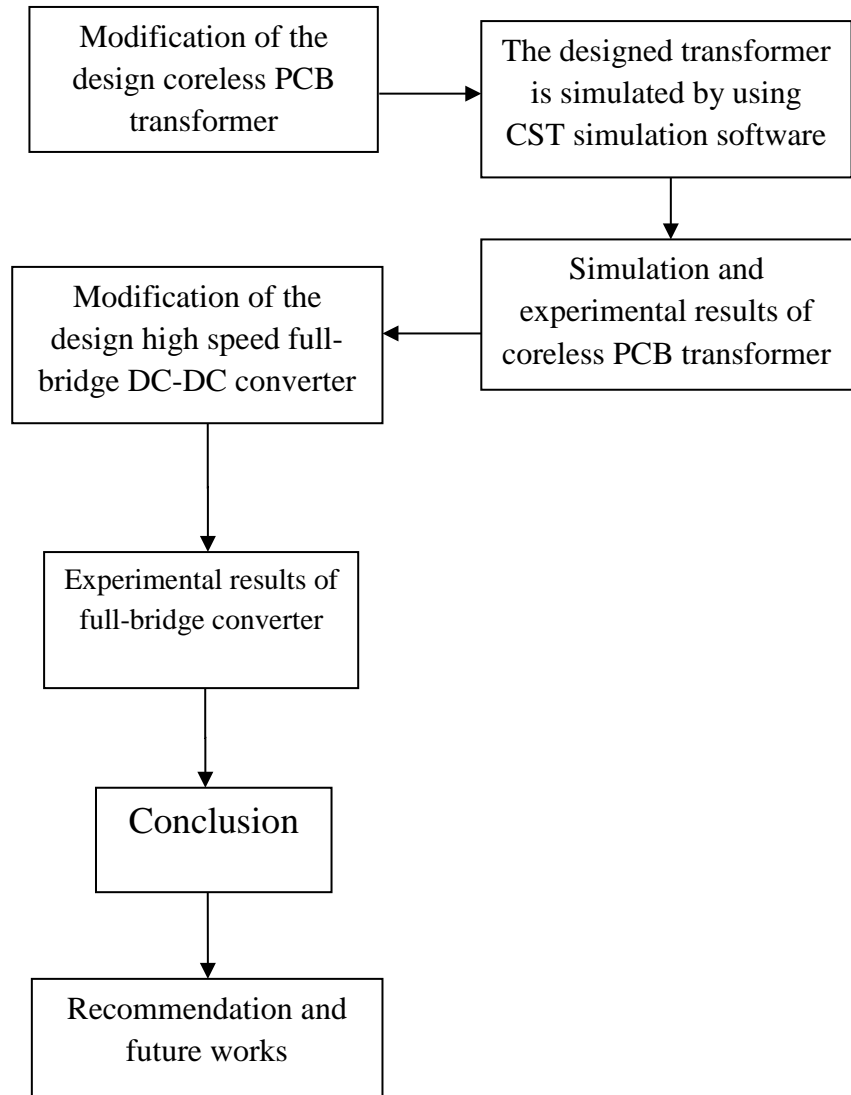 Modification of the
design coreless PCB
transformer
The designed transformer
is simulated by using
CST simulation software
Simulation and
experimental results of
coreless PCB transformer
Modification of the
design high speed full-
bridge DC-DC converter
Experimental results of
full-bridge converter
Conclusion
Recommendation and
future works